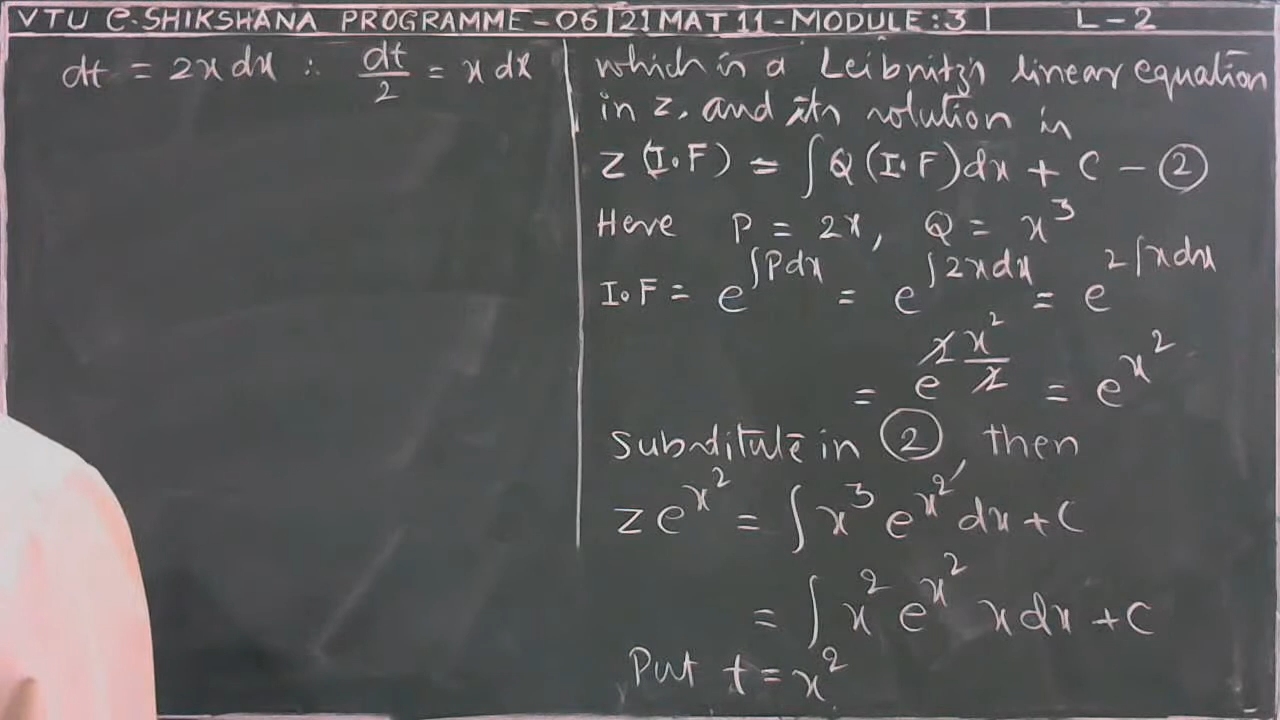 VTU e-SHIKSHANA PROGRAMME-06 | 21MAT11-MODULE:3 | L-2
which is a Leibnitz's linear equation
in z, and its solution is
z (I.F) = ∫Q (I.F) dx + C - ②
Here P = 2x, Q = x³
I.F = e^{∫Pdx} = e^{∫2xdx} = e^{2∫xdx}
= e^{2 x²/2} = e^{x²}
Substitute in ②, then
z e^{x²} = ∫x³ e^{x²} dx + C
= ∫x² e^{x²} x dx + C
Put t = x²
dt = 2x dx ∴ dt/2 = x dx